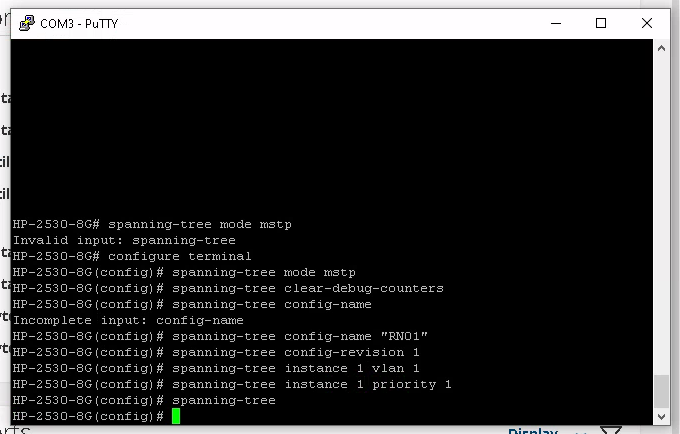 COM3 - PuTTY
HP-2530-8G# spanning-tree mode mstp
Invalid input: spanning-tree
HP-2530-8G# configure terminal
HP-2530-8G(config)# spanning-tree mode mstp
HP-2530-8G(config)# spanning-tree clear-debug-counters
HP-2530-8G(config)# spanning-tree config-name
Incomplete input: config-name
HP-2530-8G(config)# spanning-tree config-name "RNO1"
HP-2530-8G(config)# spanning-tree config-revision 1
HP-2530-8G(config)# spanning-tree instance 1 vlan 1
HP-2530-8G(config)# spanning-tree instance 1 priority 1
HP-2530-8G(config)# spanning-tree
HP-2530-8G(config)#
Display